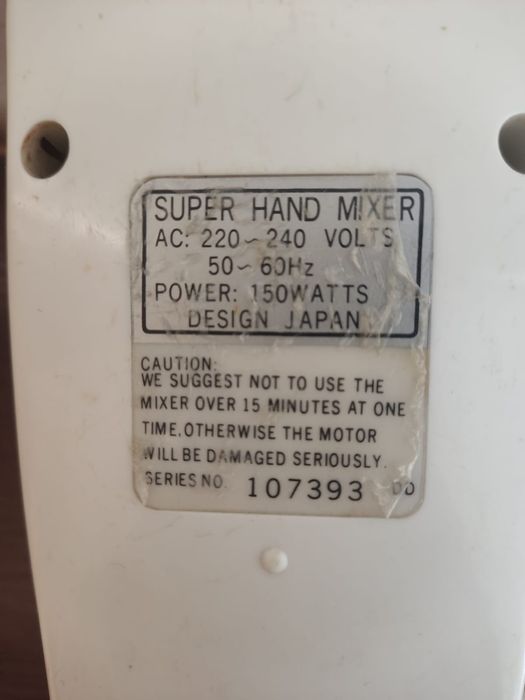 SUPER HAND MIXER
AC: 220~240 VOLTS
50~60Hz
POWER: 150WATTS
DESIGN JAPAN
CAUTION:
WE SUGGEST NOT TO USE THE
MIXER OVER 15 MINUTES AT ONE
TIME,OTHERWISE THE MOTOR
WILL BE DAMAGED SERIOUSLY.
SERIES NO. 107393